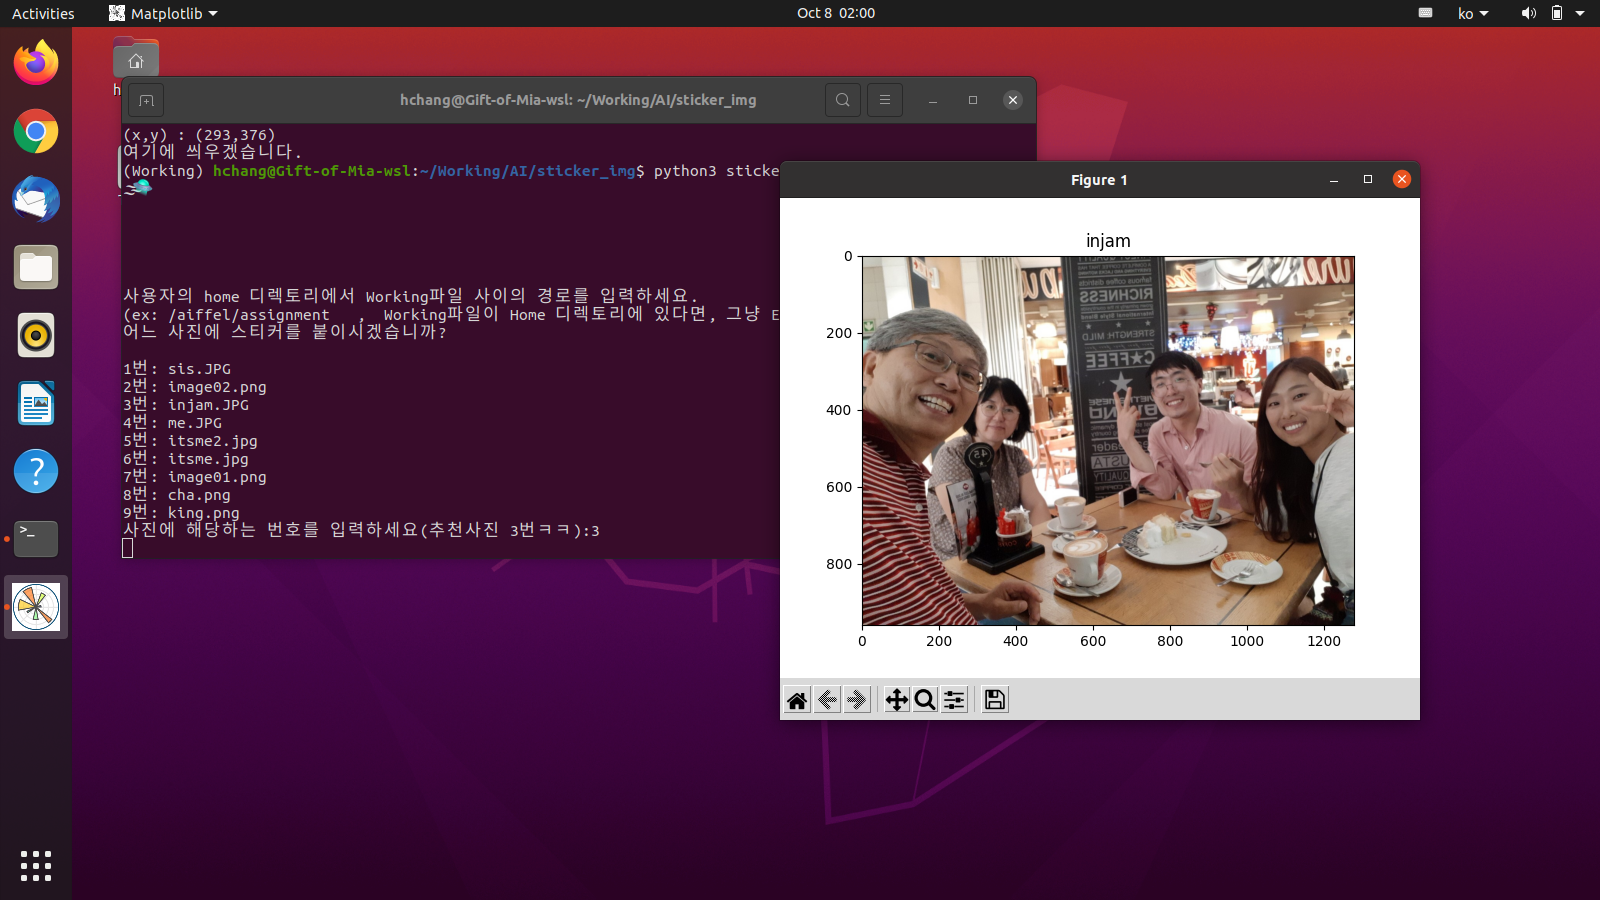 Activities
Matplotlib
Oct 8 02:00
ko
hchang@Gift-of-Mia-wsl: ~/Working/AI/sticker_img
(x,y) : (293,376)
여기에 씌우겠습니다.
(Working) hchang@Gift-of-Mia-wsl:~/Working/AI/sticker_img$ python3 sticke
사용자의 home 디렉토리에서 Working파일 사이의 경로를 입력하세요.
(ex: /aiffel/assignment , Working파일이 Home 디렉토리에 있다면, 그냥 E
어느 사진에 스티커를 붙이시겠습니까?
1번: sis.JPG
2번: image02.png
3번: injam.JPG
4번: me.JPG
5번: itsme2.jpg
6번: itsme.jpg
7번: image01.png
8번: cha.png
9번: king.png
사진에 해당하는 번호를 입력하세요(추천사진 3번ㅋㅋ):3
Figure 1
injam
0
200
400
600
800
0 200 400 600 800 1000 1200
RICHNESS
STRENGTH MILD
COFFEE
QUALITY
45